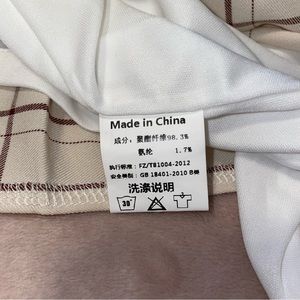 Made in China
成分：聚酯纤维98.3%
氨纶 1.7%
执行标准：FZ/T81004-2012
安全类别：GB 18401-2010 B类
洗涤说明
30°